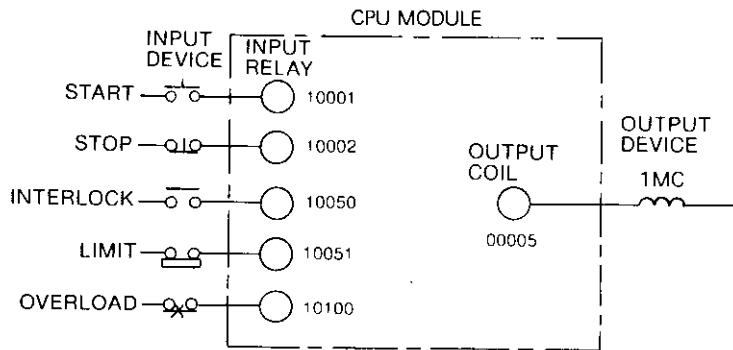 CPU MODULE
INPUT DEVICE
INPUT RELAY
START 10001
STOP 10002
INTERLOCK 10050
LIMIT 10051
OVERLOAD 10100
OUTPUT COIL
00005
OUTPUT DEVICE
1MC